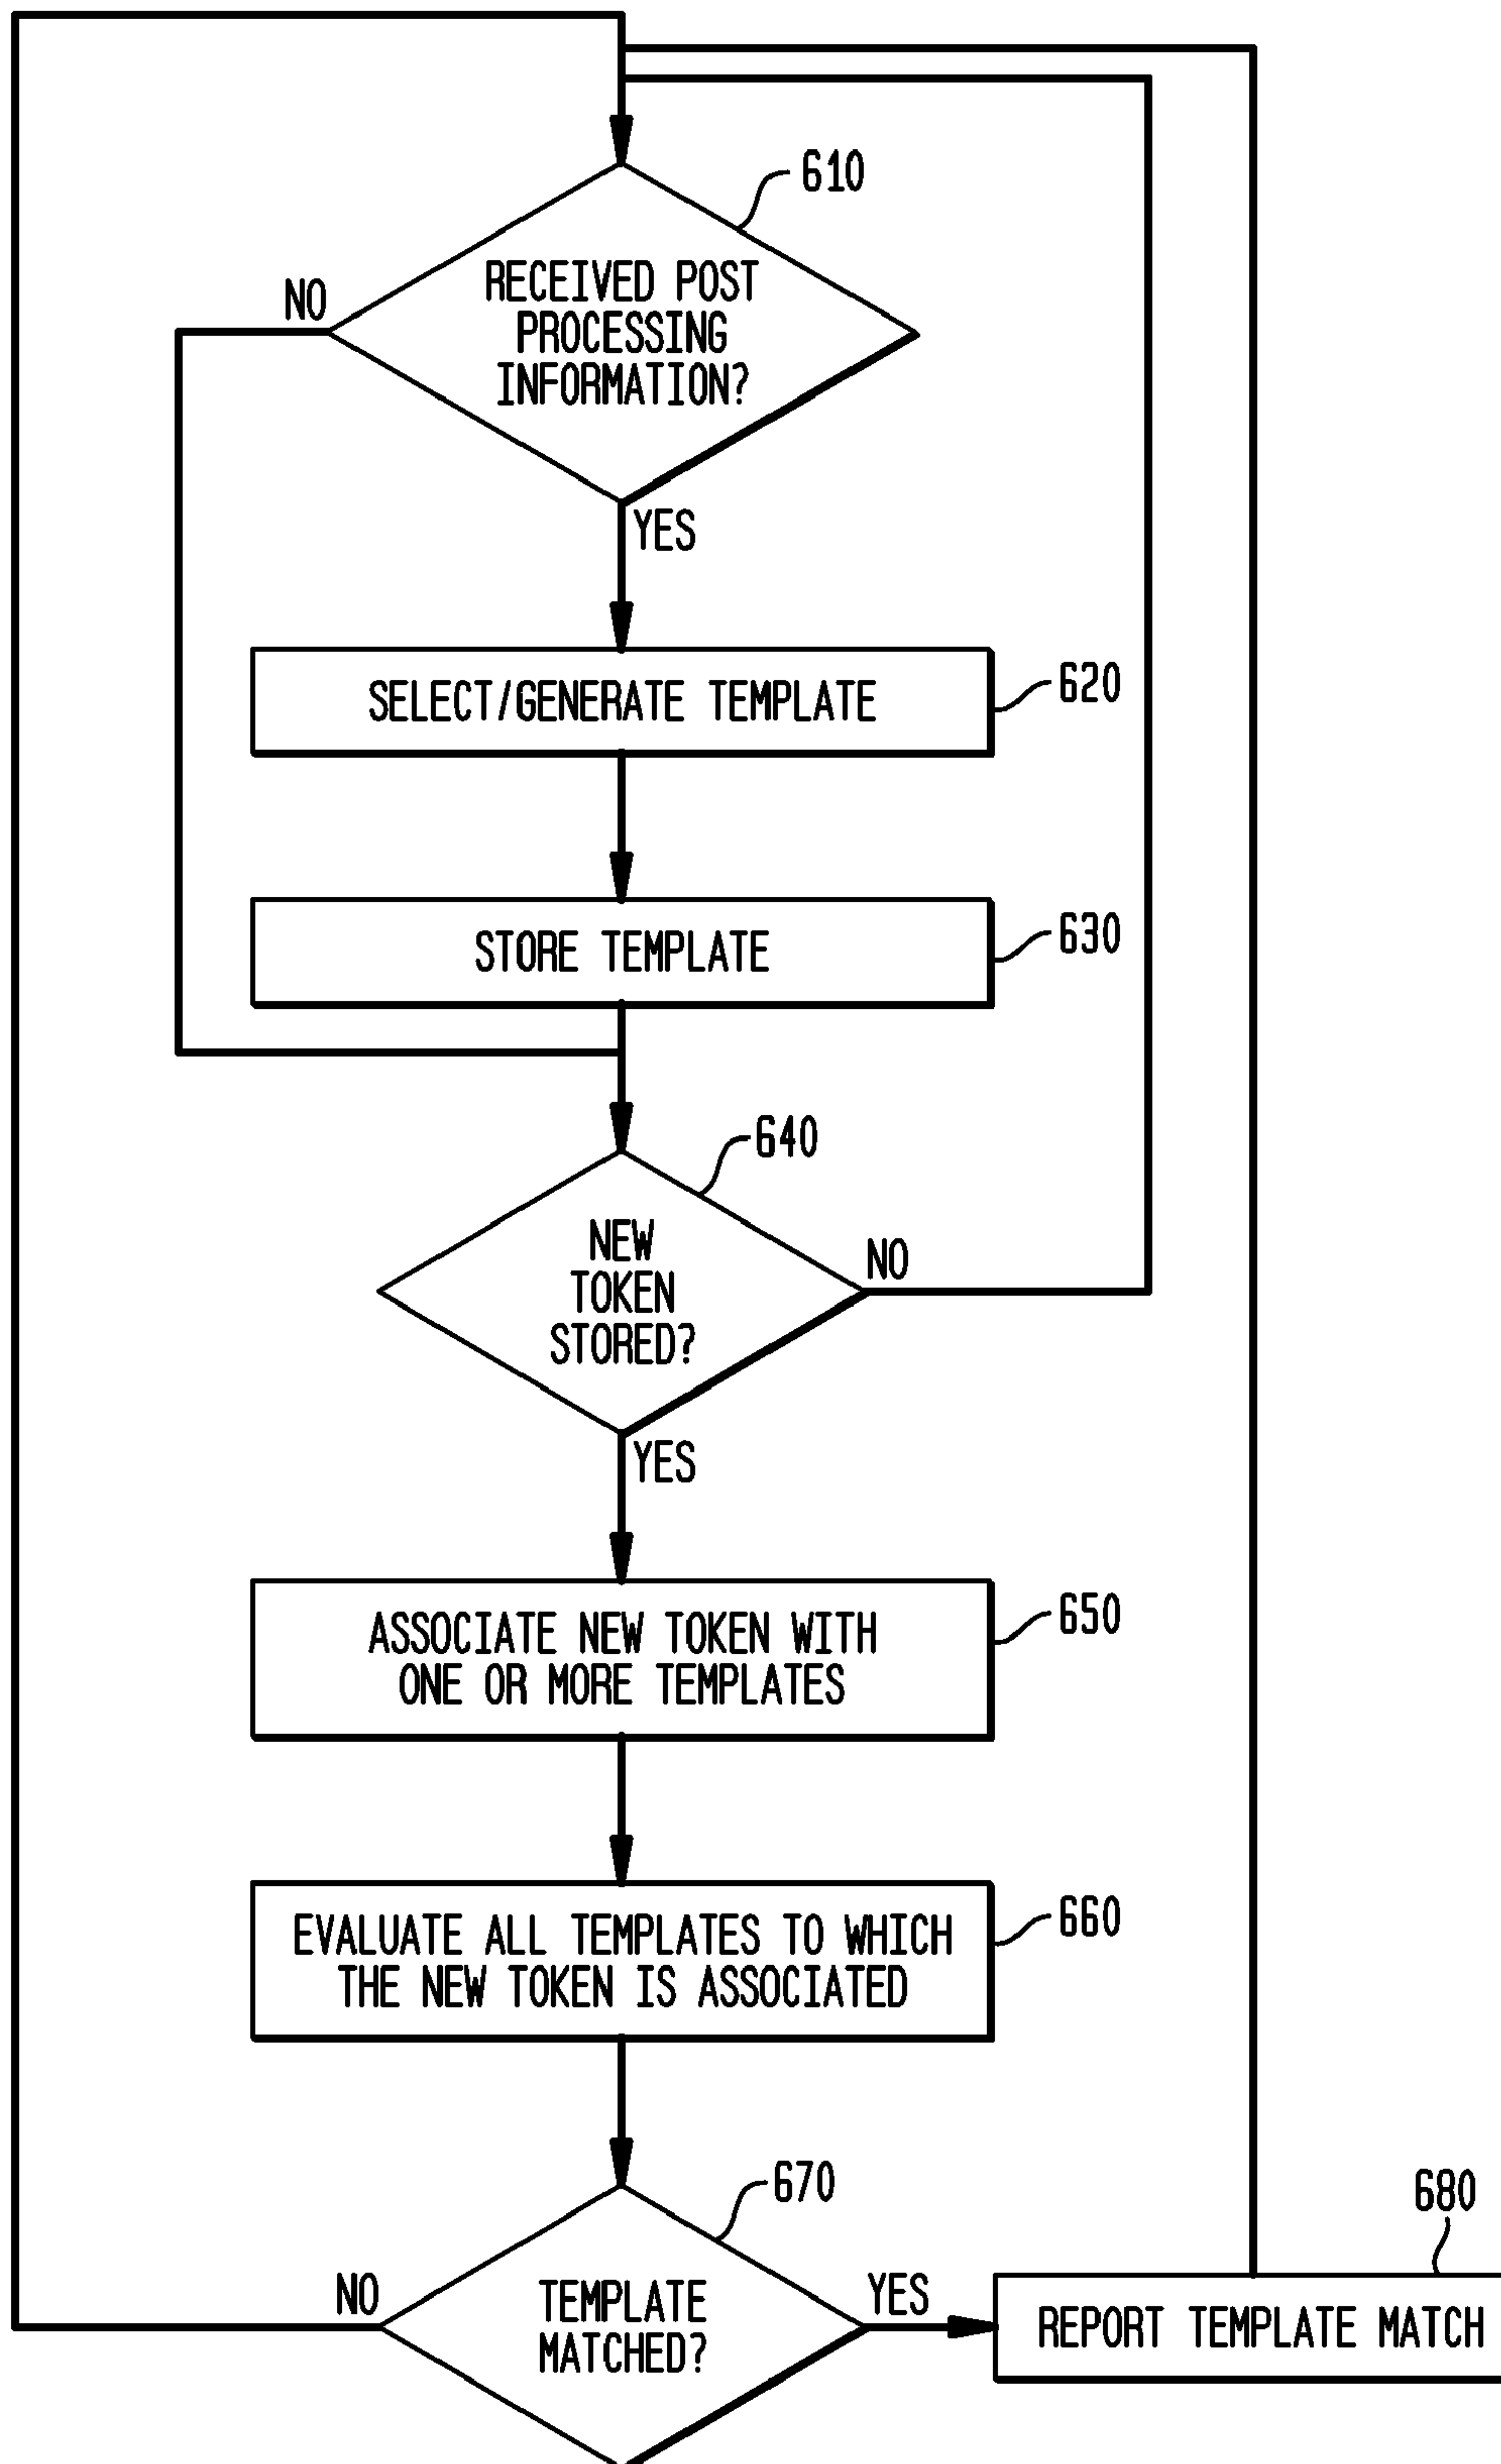 610
RECEIVED POST
PROCESSING
INFORMATION?
NO
YES
SELECT/GENERATE TEMPLATE
620
STORE TEMPLATE
630
640
NEW
TOKEN
STORED?
NO
YES
ASSOCIATE NEW TOKEN WITH
ONE OR MORE TEMPLATES
650
EVALUATE ALL TEMPLATES TO WHICH
THE NEW TOKEN IS ASSOCIATED
660
670
TEMPLATE
MATCHED?
NO
YES
680
REPORT TEMPLATE MATCH